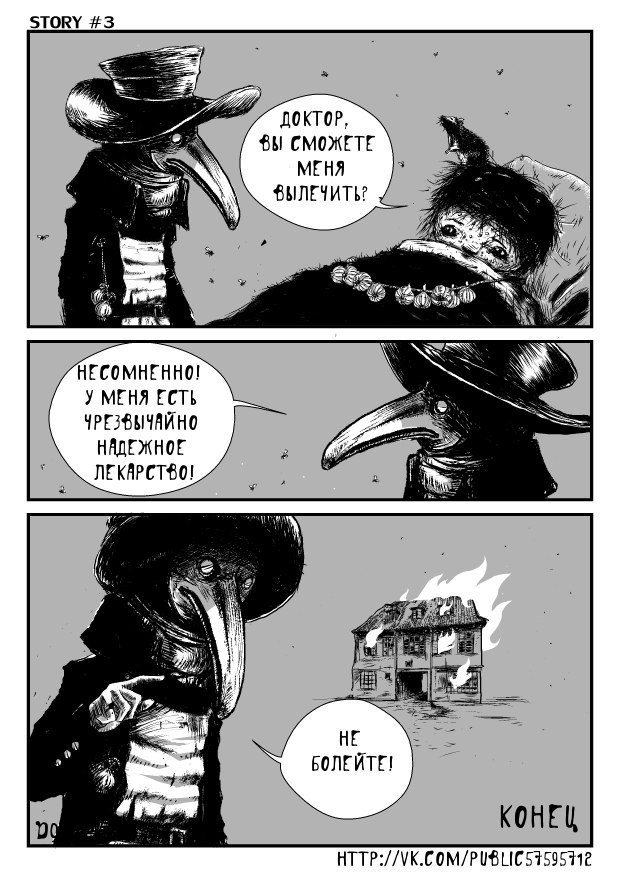 STORY #3
ДОКТОР,
ВЫ СМОЖЕТЕ
МЕНЯ
ВЫЛЕЧИТЬ?
НЕСОМНЕННО!
У МЕНЯ ЕСТЬ
ЧРЕЗВЫЧАЙНО
НАДЕЖНОЕ
ЛЕКАРСТВО!
НЕ
БОЛЕЙТЕ!
КОНЕЦ
HTTP://VK.COM/PUBLIC57595712